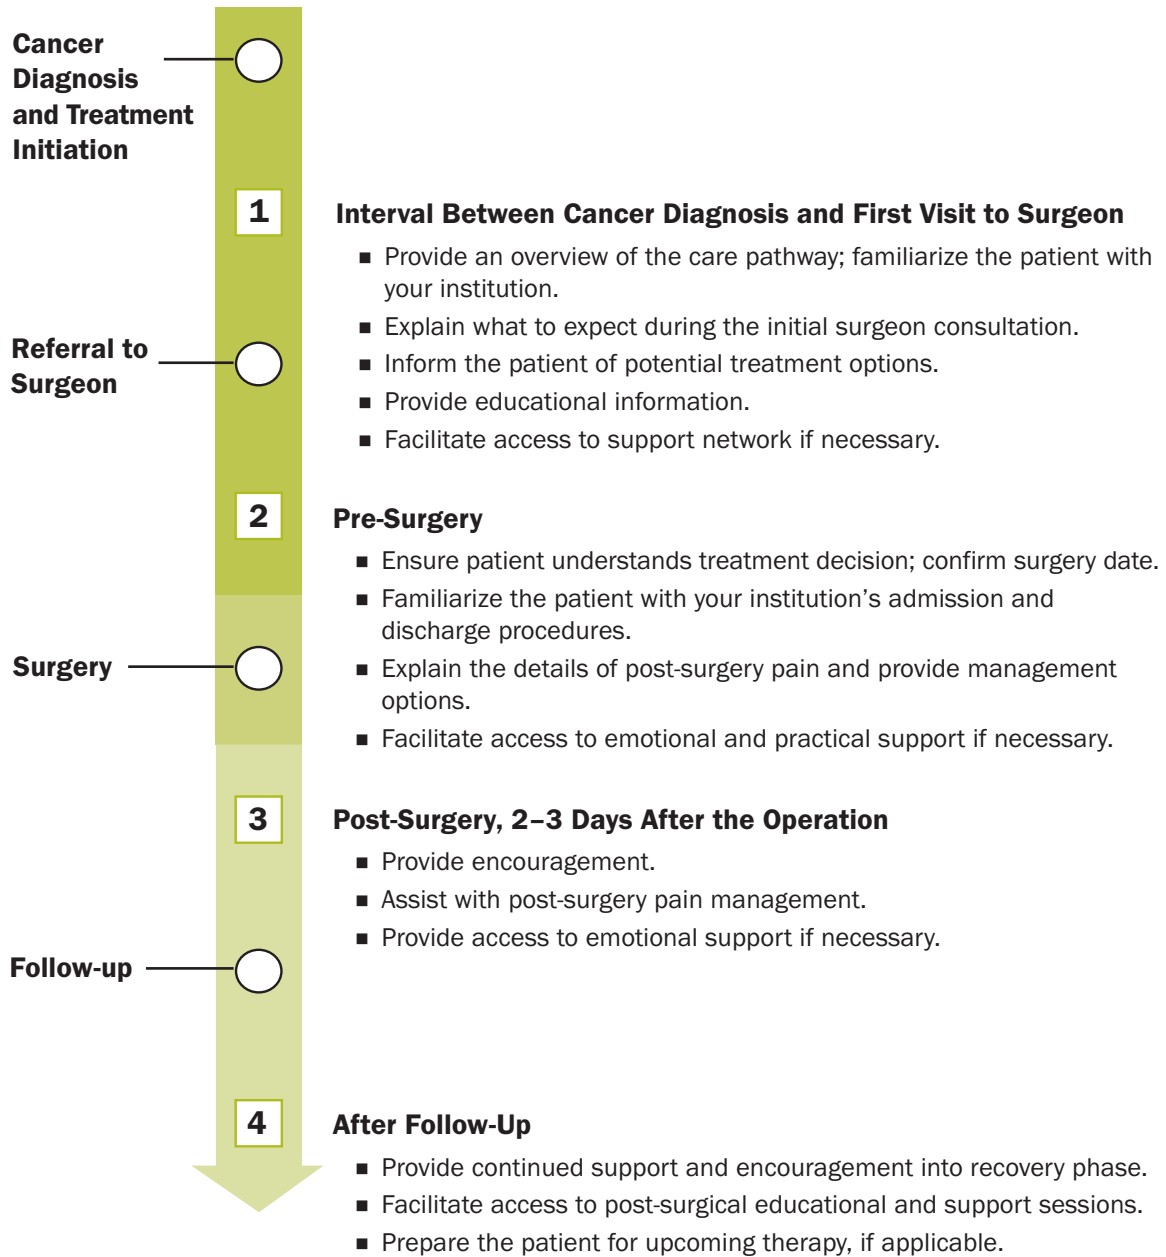 Cancer
Diagnosis
and Treatment
Initiation
1
Interval Between Cancer Diagnosis and First Visit to Surgeon
■ Provide an overview of the care pathway; familiarize the patient with
your institution.
■ Explain what to expect during the initial surgeon consultation.
Referral to
Surgeon
■ Inform the patient of potential treatment options.
■ Provide educational information.
■ Facilitate access to support network if necessary.
2
Pre-Surgery
■ Ensure patient understands treatment decision; confirm surgery date.
■ Familiarize the patient with your institution’s admission and
discharge procedures.
Surgery
■ Explain the details of post-surgery pain and provide management
options.
■ Facilitate access to emotional and practical support if necessary.
3
Post-Surgery, 2–3 Days After the Operation
■ Provide encouragement.
■ Assist with post-surgery pain management.
■ Provide access to emotional support if necessary.
Follow-up
4
After Follow-Up
■ Provide continued support and encouragement into recovery phase.
■ Facilitate access to post-surgical educational and support sessions.
■ Prepare the patient for upcoming therapy, if applicable.